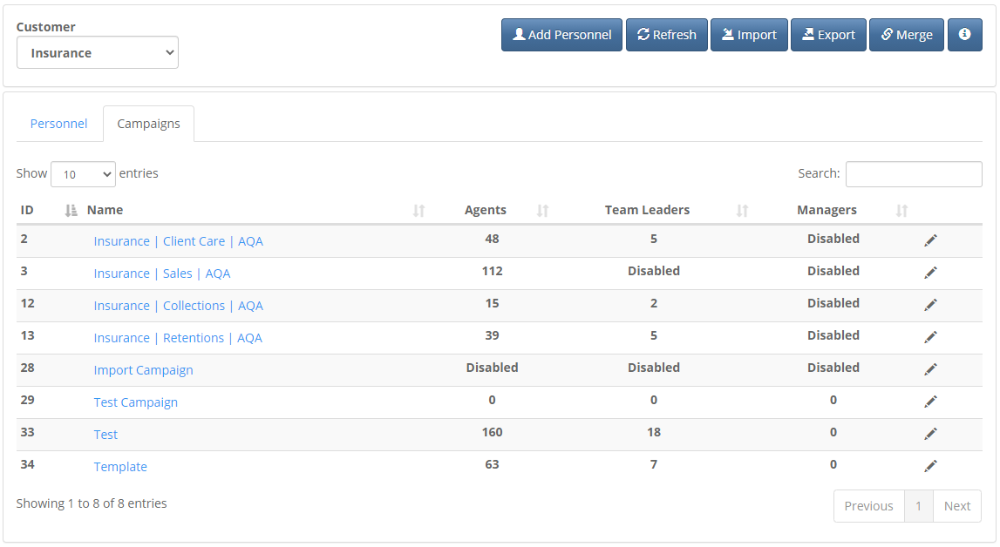 Customer
Insurance
Add Personnel Refresh Import Export Merge
Personnel Campaigns
Show 10 entries Search:
ID Name Agents Team Leaders Managers
2 Insurance | Client Care | AQA 48 5 Disabled
3 Insurance | Sales | AQA 112 Disabled Disabled
12 Insurance | Collections | AQA 15 2 Disabled
13 Insurance | Retentions | AQA 39 5 Disabled
28 Import Campaign Disabled Disabled Disabled
29 Test Campaign 0 0 0
33 Test 160 18 0
34 Template 63 7 0
Showing 1 to 8 of 8 entries Previous 1 Next